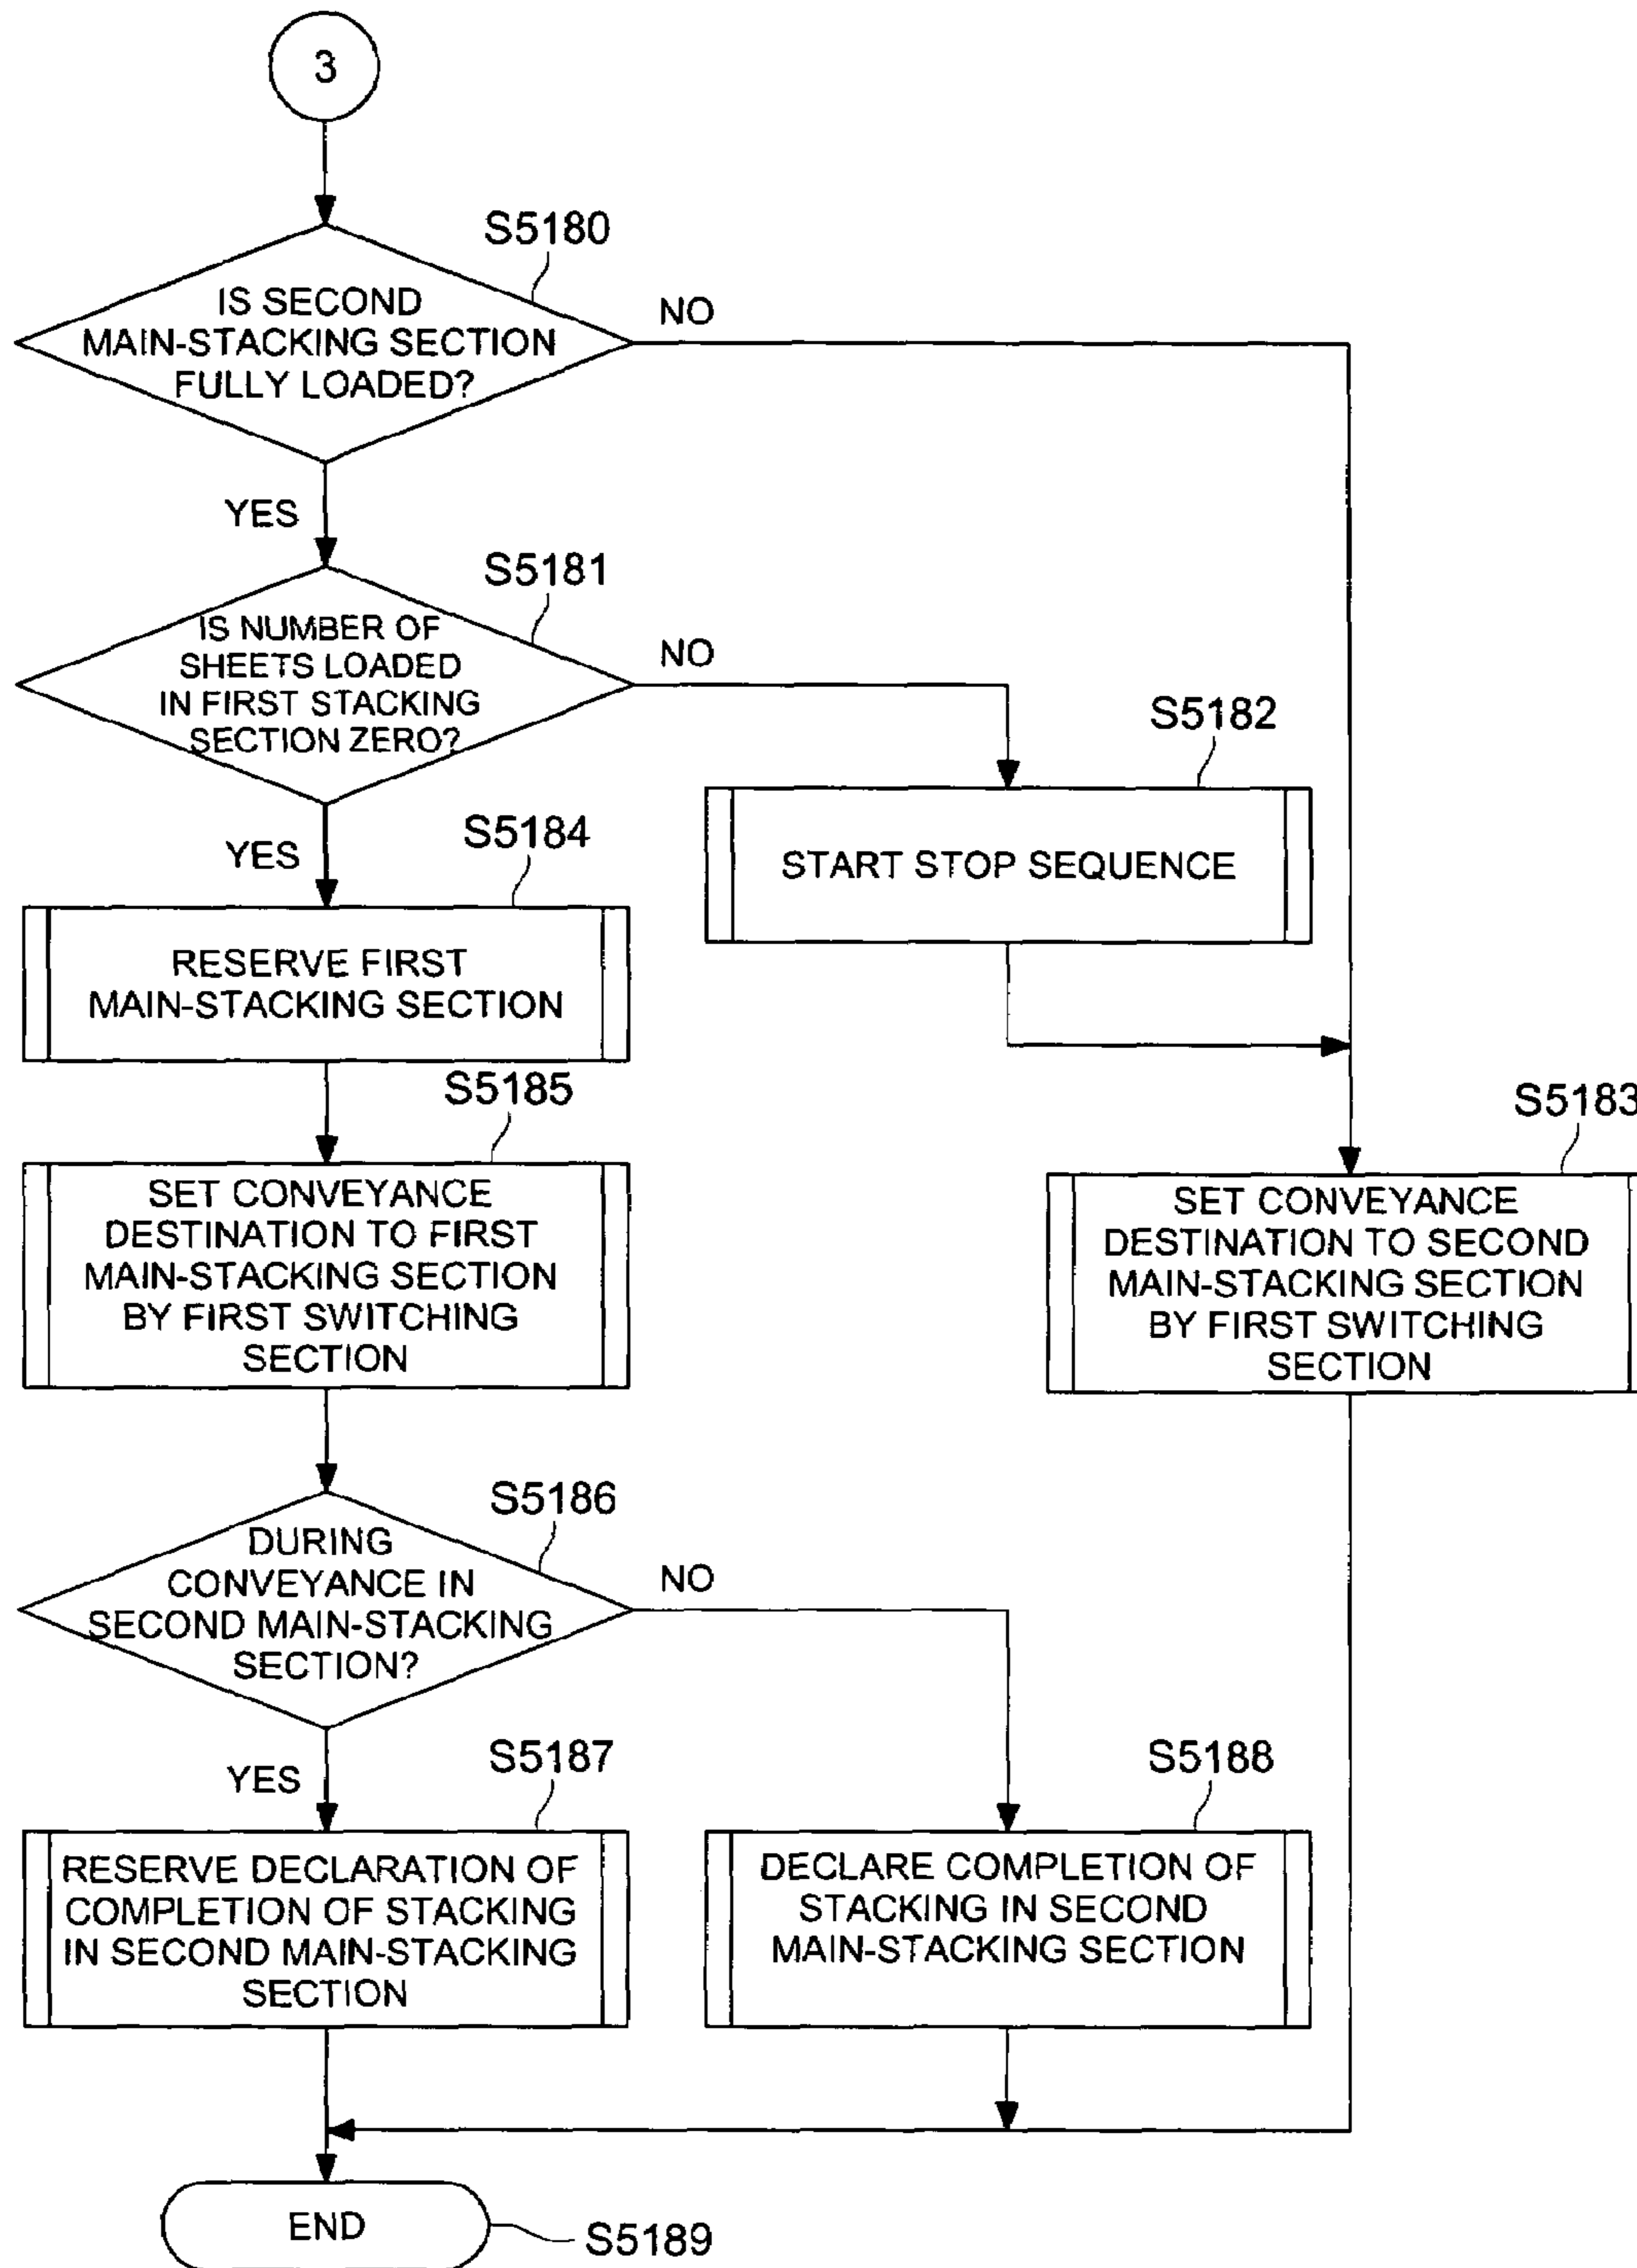 3
S5180
IS SECOND
MAIN-STACKING SECTION
FULLY LOADED?
NO
YES
S5181
IS NUMBER OF
SHEETS LOADED
IN FIRST STACKING
SECTION ZERO?
NO
YES
S5182
START STOP SEQUENCE
S5184
RESERVE FIRST
MAIN-STACKING SECTION
S5185
SET CONVEYANCE
DESTINATION TO FIRST
MAIN-STACKING SECTION
BY FIRST SWITCHING
SECTION
S5183
SET CONVEYANCE
DESTINATION TO SECOND
MAIN-STACKING SECTION
BY FIRST SWITCHING
SECTION
S5186
DURING
CONVEYANCE IN
SECOND MAIN-STACKING
SECTION?
NO
YES
S5187
RESERVE DECLARATION OF
COMPLETION OF STACKING
IN SECOND MAIN-STACKING
SECTION
S5188
DECLARE COMPLETION OF
STACKING IN SECOND
MAIN-STACKING SECTION
END
S5189